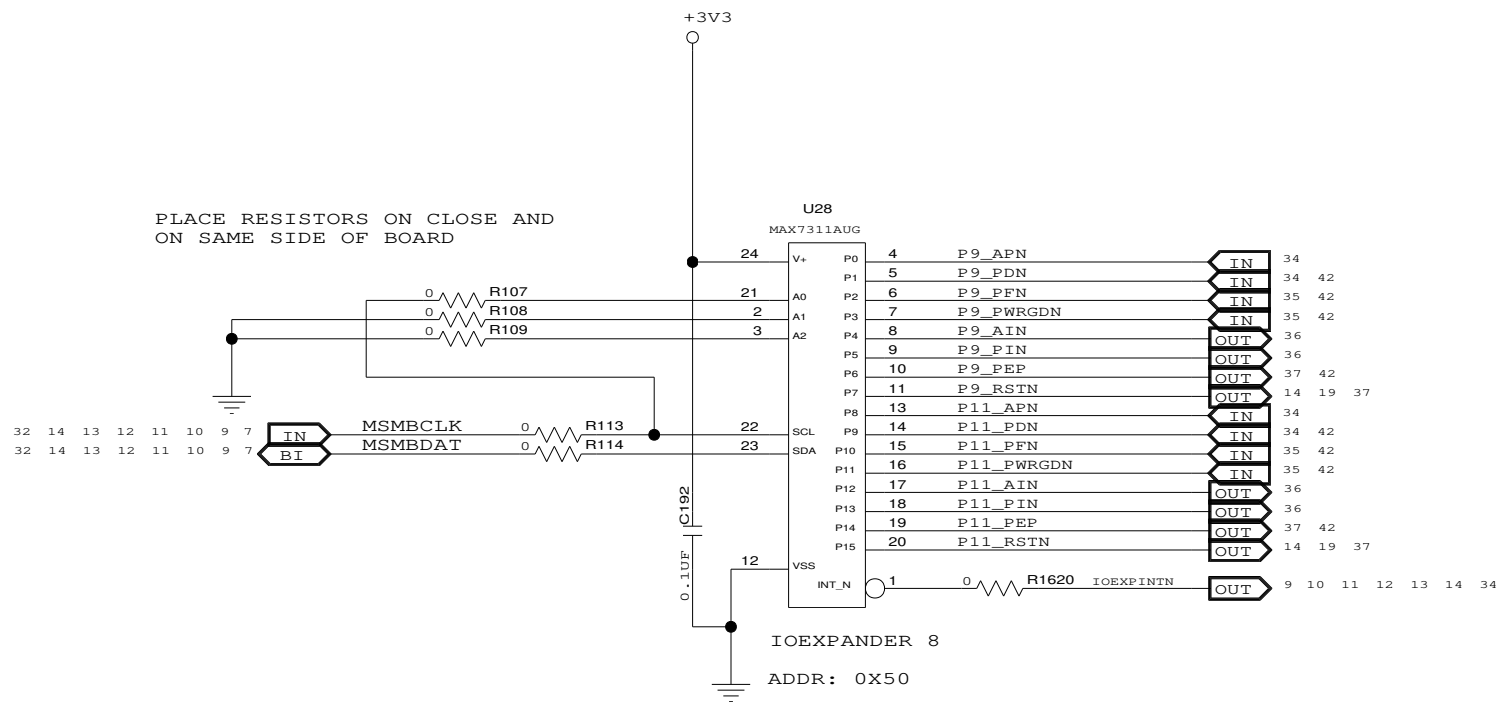 +3V3
PLACE RESISTORS ON CLOSE AND
ON SAME SIDE OF BOARD
U28
MAX7311AUG
24 V+ P0 4 P9_APN IN 34
P1 5 P9_PDN IN 34 42
0 R107 21 A0 P2 6 P9_PFN IN 35 42
0 R108 2 A1 P3 7 P9_PWRGDN IN 35 42
0 R109 3 A2 P4 8 P9_AIN OUT 36
P5 9 P9_PIN OUT 36
P6 10 P9_PEP OUT 37 42
P7 11 P9_RSTN OUT 14 19 37
P8 13 P11_APN IN 34
32 14 13 12 11 10 9 7 IN MSMBCLK 0 R113 22 SCL P9 14 P11_PDN IN 34 42
32 14 13 12 11 10 9 7 BI MSMBDAT 0 R114 23 SDA P10 15 P11_PFN IN 35 42
P11 16 P11_PWRGDN IN 35 42
P12 17 P11_AIN OUT 36
P13 18 P11_PIN OUT 36
P14 19 P11_PEP OUT 37 42
P15 20 P11_RSTN OUT 14 19 37
C192
0.1UF
12 VSS
INT_N 1 0 R1620 IOEXPINTN OUT 9 10 11 12 13 14 34
IOEXPANDER 8
ADDR: 0X50